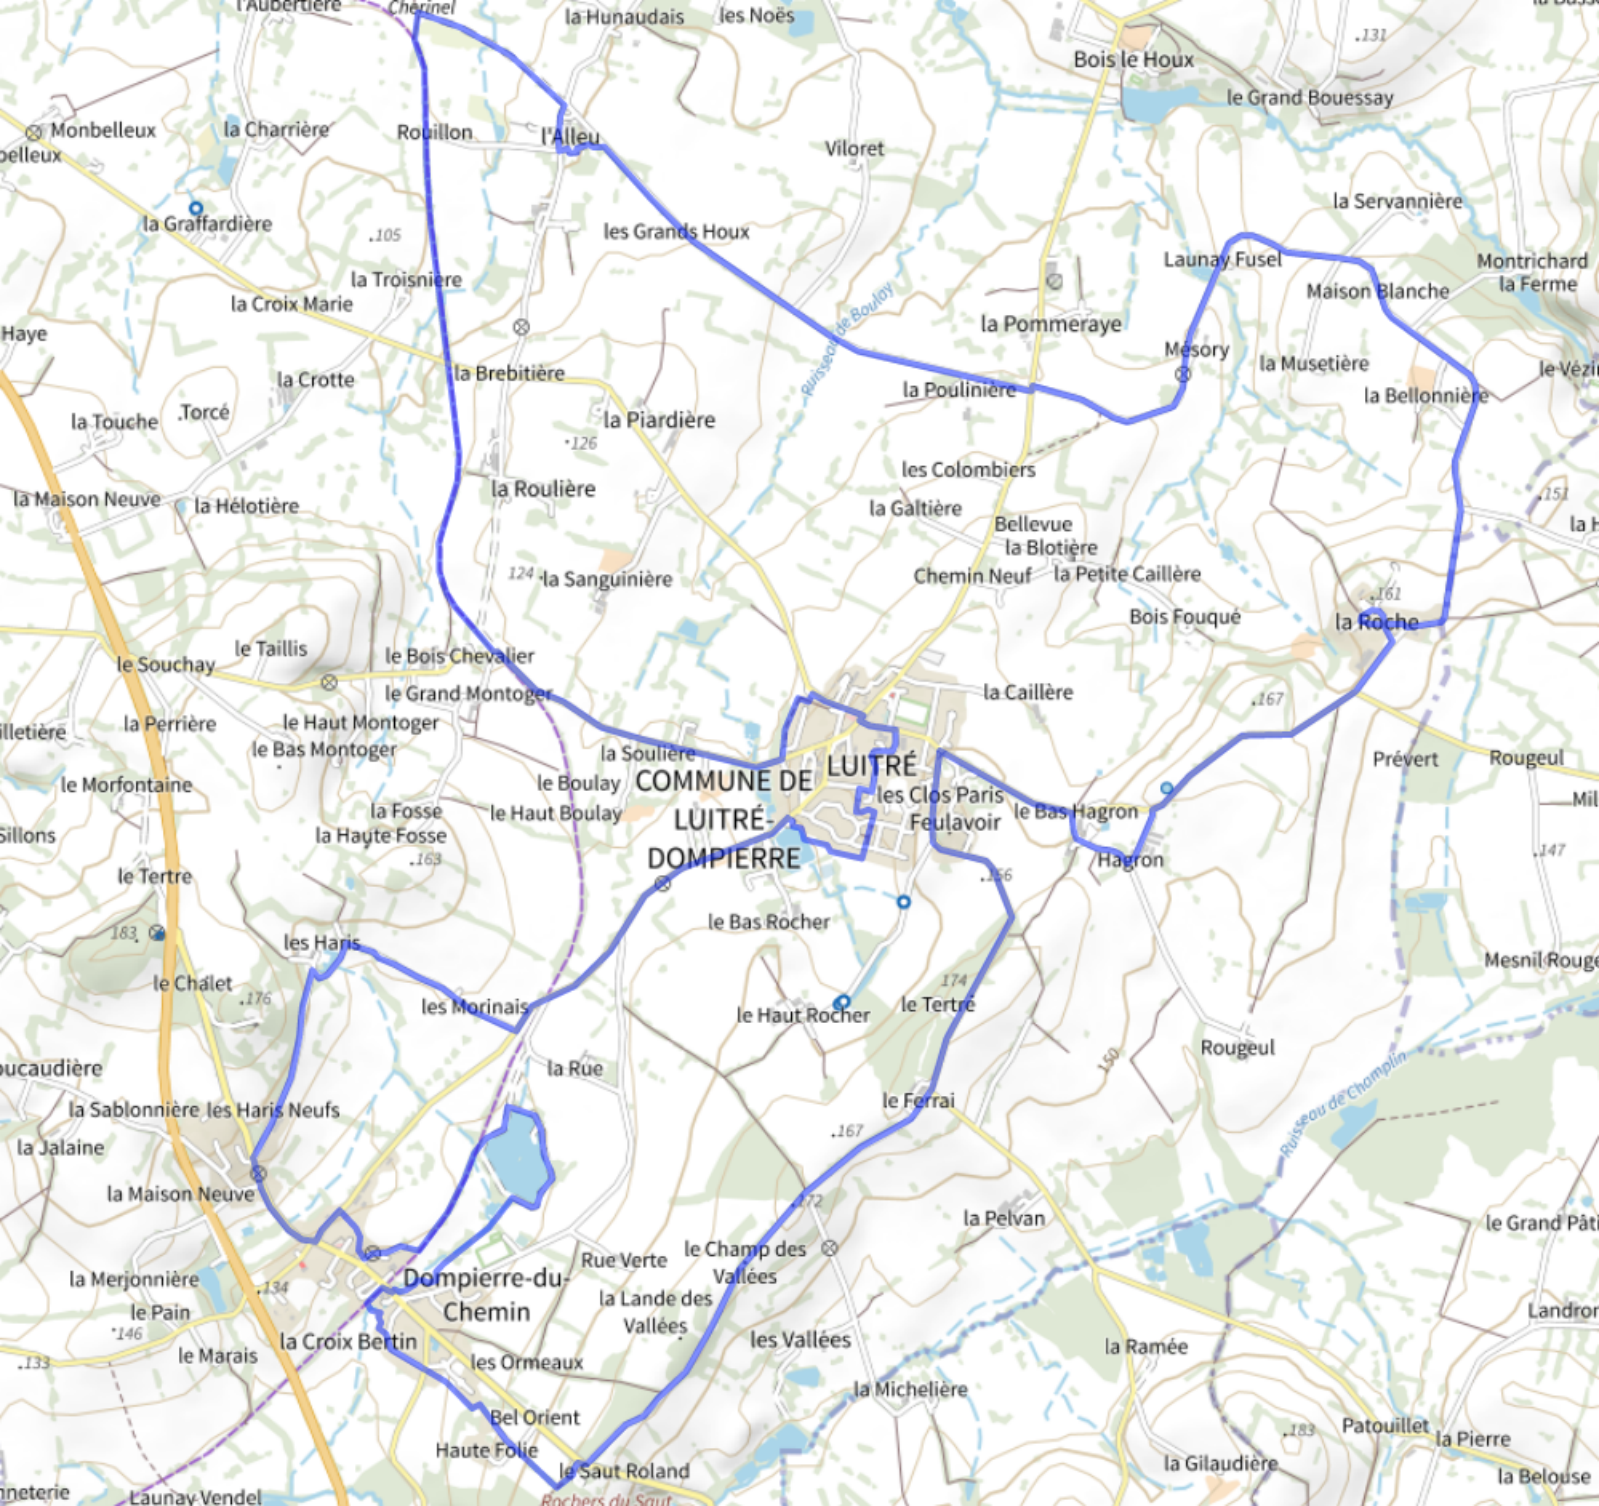 l'Aubertière
Chérinel
la Hunaudais
les Noës
131
Bois le Houx
le Grand Bouessay
Monbelleux
la Charrière
Rouillon
l'Alleu
Viloret
belleux
la Graffardière
105
les Grands Houx
la Servannière
la Troisnière
Launay Fusel
Montrichard
la Ferme
la Croix Marie
Maison Blanche
Ruisseau de Boulay
Haye
la Pommeraye
Mésory
la Musetière
la Crotte
la Brebitière
la Poulinière
la Bellonnière
la Touche
Torcé
la Piardière
126
les Colombiers
la Roulière
la Maison Neuve
la Hélotière
la Galtière
151
Bellevue
la Blotière
124
la Sanguinière
Chemin Neuf
la Petite Caillère
161
Bois Fouqué
la Roche
le Taillis
le Souchay
le Bois Chevalier
le Grand Montoger
la Caillère
167
illetière
la Perrière
le Haut Montoger
le Bas Montoger
la Soulière
Prévert
Rougeul
LUITRÉ
COMMUNE DE
LUITRÉ-
DOMPIERRE
le Morfontaine
le Boulay
les Clos Paris
la Fosse
le Haut Boulay
Feulavoir
le Bas Hagron
Sillons
la Haute Fosse
163
147
Hagron
le Tertre
156
183
le Bas Rocher
les Haris
Mesnil Rouge
le Chalet
176
174
les Morinais
le Haut Rocher
le Tertre
Rougeul
150
oucaudière
la Rue
le Ferrai
Ruisseau de Champlin
la Sablonnière
les Haris Neufs
167
la Jalaine
la Maison Neuve
172
la Pelvan
le Grand Pâti
Rue Verte
le Champ des
Vallées
la Merjonnière
134
Dompierre-du-
Chemin
la Lande des
Vallées
le Pain
146
la Croix Bertin
les Vallées
Landron
la Ramée
133
le Marais
les Ormeaux
la Michelière
Bel Orient
183
Patouillet
la Pierre
Haute Folie
le Saut Roland
la Gilaudière
la Belouse
nneterie
Launay-Vendel
Rochers du Saut